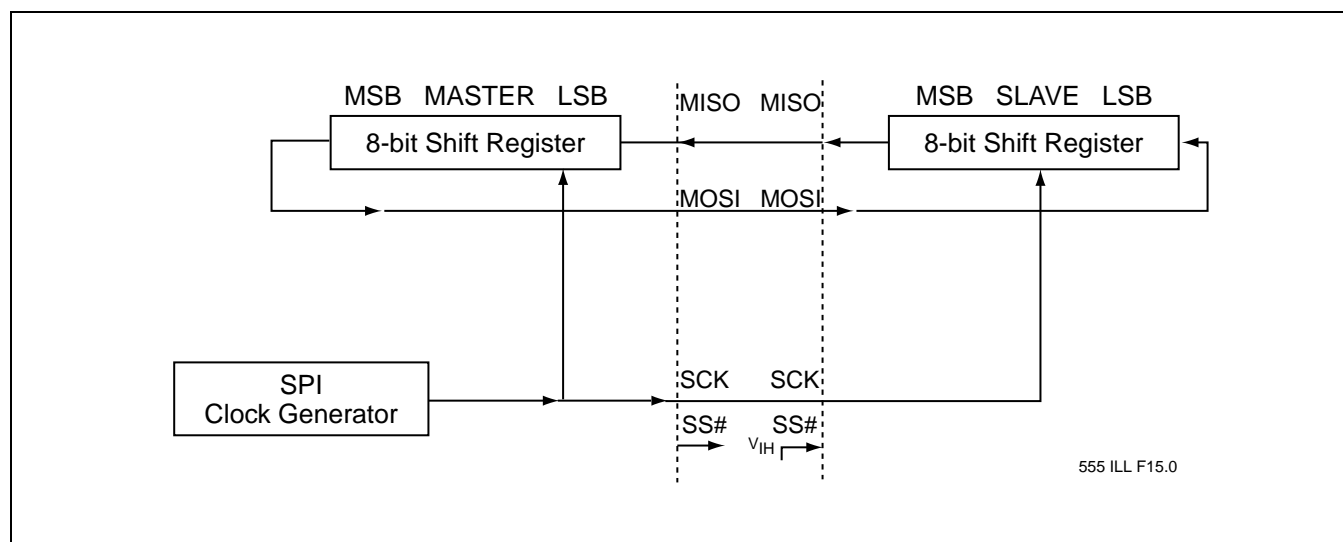 MSB MASTER LSB
8-bit Shift Register
MISO MISO
MSB SLAVE LSB
8-bit Shift Register
MOSI MOSI
SPI
Clock Generator
SCK SCK
SS# SS#
VIH
555 ILL F15.0